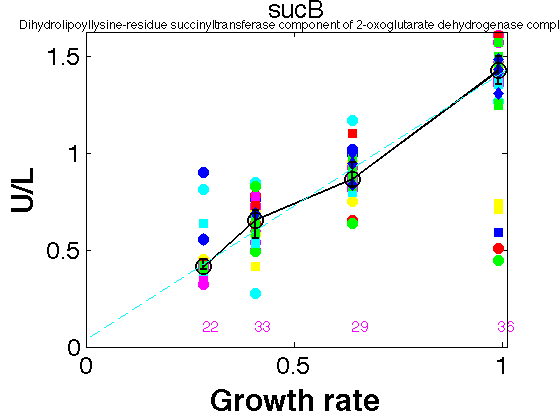 sucB
Dihydrolipoyllysine-residue succinyltransferase component of 2-oxoglutarate dehydrogenase compl
U/L
1.5
1
0.5
0
22 33 29 36
0 0.5 1
Growth rate